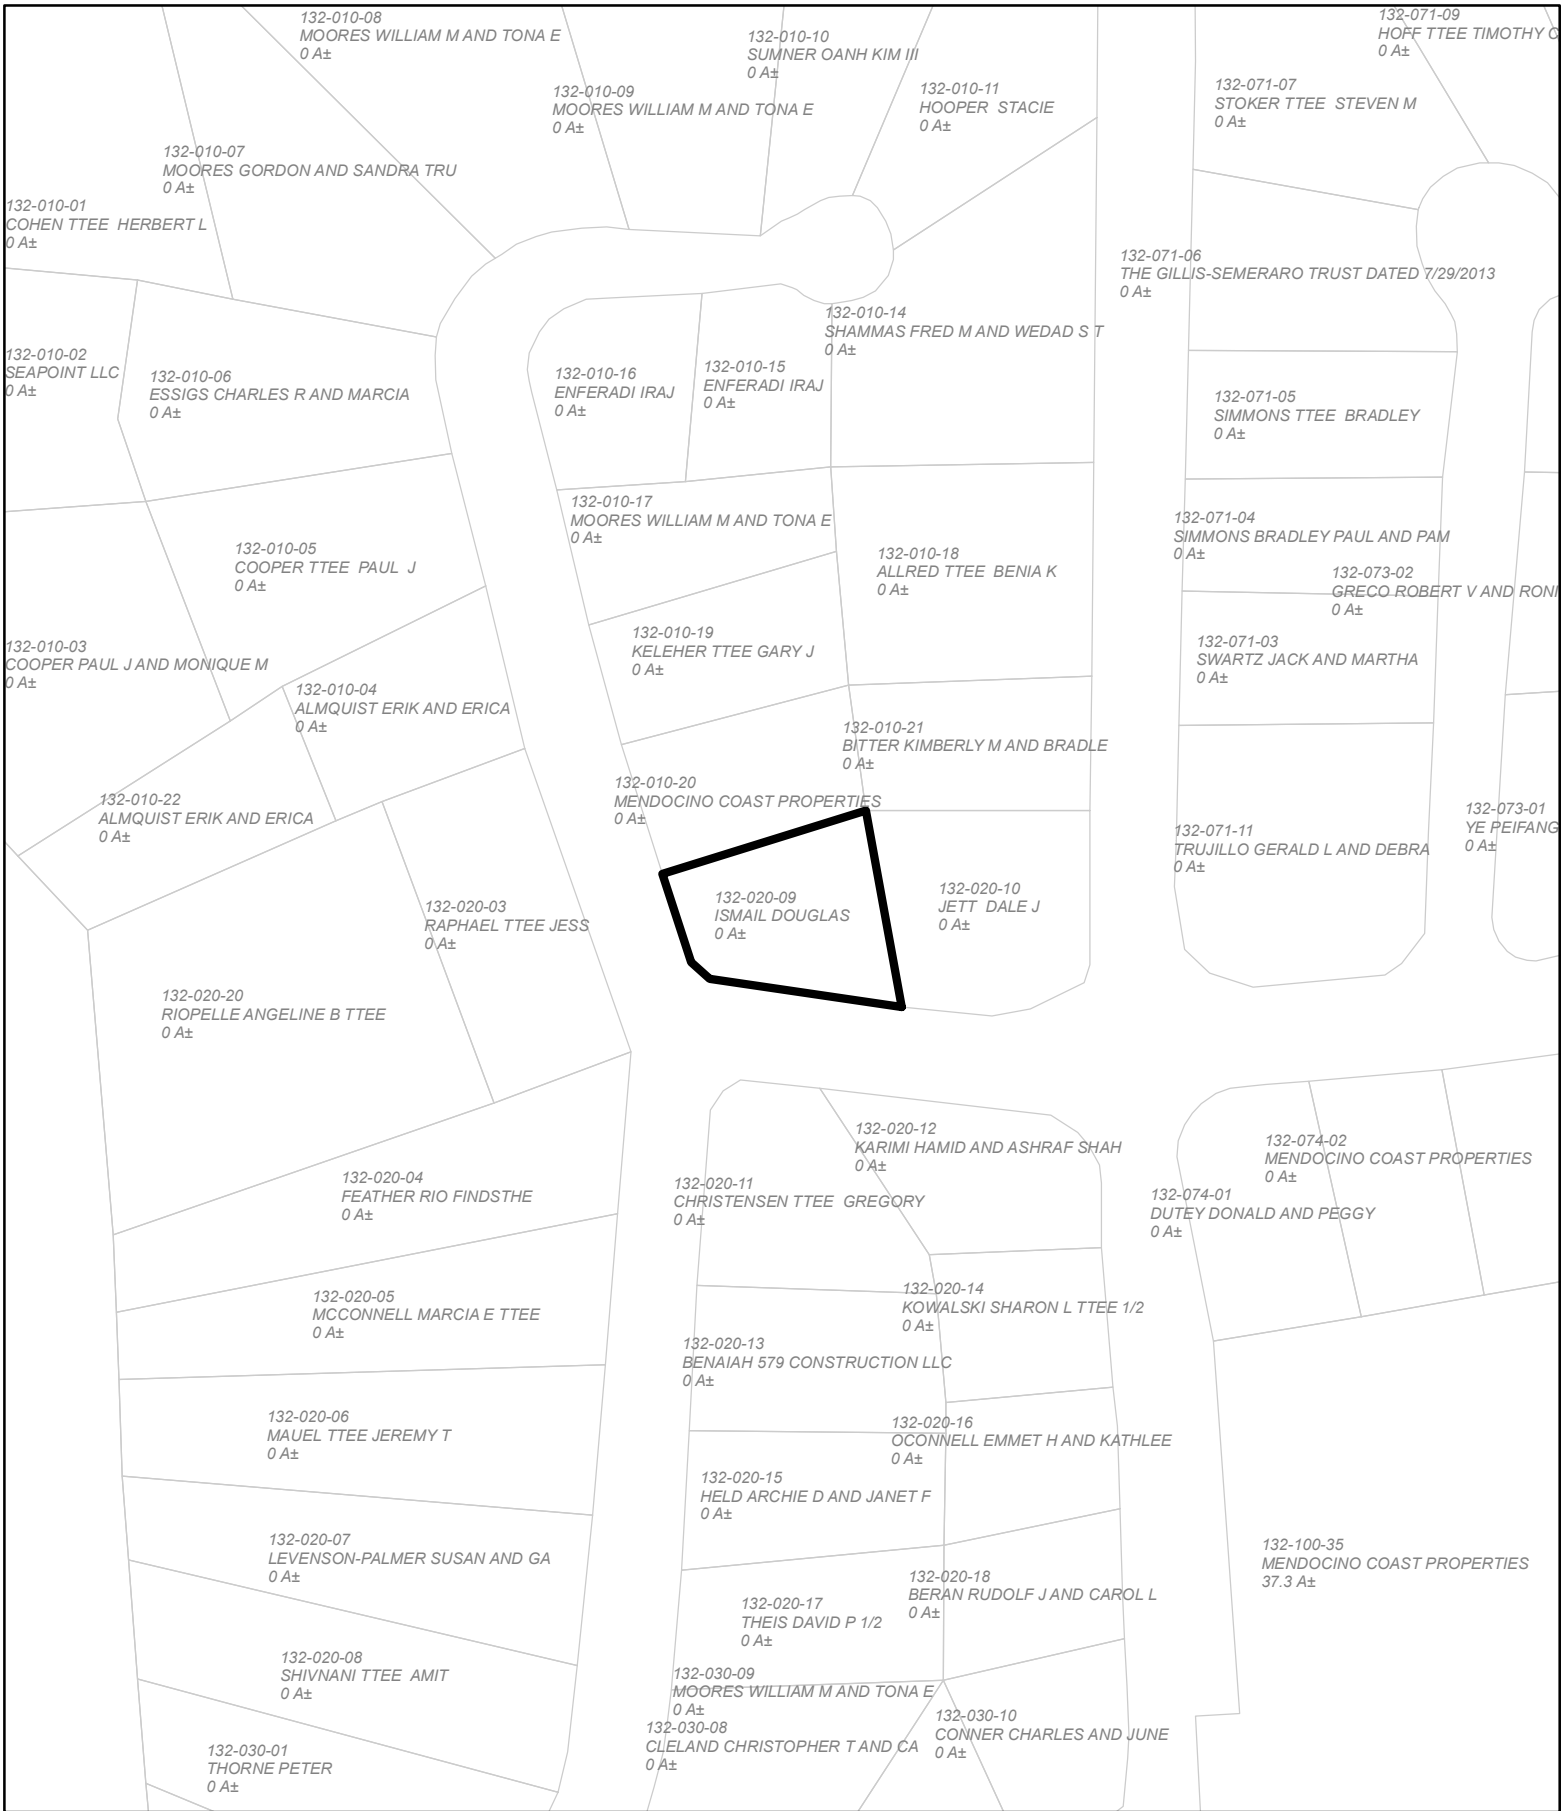 132-010-08
MOORES WILLIAM M AND TONA E
0 A±
132-010-10
SUMNER OANH KIM III
0 A±
132-071-09
HOFF TTEE TIMOTHY
0 A±
132-010-09
MOORES WILLIAM M AND TONA E
0 A±
132-010-11
HOOPER  STACIE
0 A±
132-071-07
STOKER TTEE  STEVEN M
0 A±
132-010-07
MOORES GORDON AND SANDRA TRU
0 A±
132-010-01
COHEN TTEE  HERBERT L
0 A±
132-071-06
THE GILLIS-SEMERARO TRUST DATED 7/29/2013
0 A±
132-010-14
SHAMMAS FRED M AND WEDAD S T
0 A±
132-010-02
SEAPOINT LLC
0 A±
132-010-06
ESSIGS CHARLES R AND MARCIA
0 A±
132-010-16
ENFERADI IRAJ
0 A±
132-010-15
ENFERADI IRAJ
0 A±
132-071-05
SIMMONS TTEE  BRADLEY
0 A±
132-010-17
MOORES WILLIAM M AND TONA E
0 A±
132-071-04
SIMMONS BRADLEY PAUL AND PAM
0 A±
132-010-05
COOPER TTEE  PAUL  J
0 A±
132-010-18
ALLRED TTEE  BENIA K
0 A±
132-073-02
GRECO ROBERT V AND RONI
0 A±
132-010-03
COOPER PAUL J AND MONIQUE M
0 A±
132-010-19
KELEHER TTEE GARY J
0 A±
132-071-03
SWARTZ JACK AND MARTHA
0 A±
132-010-04
ALMQUIST ERIK AND ERICA
0 A±
132-010-21
BITTER KIMBERLY M AND BRADLE
0 A±
132-010-20
MENDOCINO COAST PROPERTIES
0 A±
132-010-22
ALMQUIST ERIK AND ERICA
0 A±
132-071-11
TRUJILLO GERALD L AND DEBRA
0 A±
132-073-01
YE PEIFANG
0 A±
132-020-09
ISMAIL DOUGLAS
0 A±
132-020-10
JETT  DALE J
0 A±
132-020-03
RAPHAEL TTEE JESS
0 A±
132-020-20
RIOPELLE ANGELINE B TTEE
0 A±
132-020-12
KARIMI HAMID AND ASHRAF SHAH
0 A±
132-074-02
MENDOCINO COAST PROPERTIES
0 A±
132-020-04
FEATHER RIO FINDSTHE
0 A±
132-020-11
CHRISTENSEN TTEE  GREGORY
0 A±
132-074-01
DUTEY DONALD AND PEGGY
0 A±
132-020-05
MCCONNELL MARCIA E TTEE
0 A±
132-020-14
KOWALSKI SHARON L TTEE 1/2
0 A±
132-020-13
BENAIAH 579 CONSTRUCTION LLC
0 A±
132-020-06
MAUEL TTEE JEREMY T
0 A±
132-020-16
OCONNELL EMMET H AND KATHLEE
0 A±
132-020-15
HELD ARCHIE D AND JANET F
0 A±
132-020-07
LEVENSON-PALMER SUSAN AND GA
0 A±
132-100-35
MENDOCINO COAST PROPERTIES
37.3 A±
132-020-18
BERAN RUDOLF J AND CAROL L
0 A±
132-020-17
THEIS DAVID P 1/2
0 A±
132-020-08
SHIVNANI TTEE  AMIT
0 A±
132-030-09
MOORES WILLIAM M AND TONA E
0 A±
132-030-10
CONNER CHARLES AND JUNE
0 A±
132-030-08
CLELAND CHRISTOPHER T AND CA
0 A±
132-030-01
THORNE PETER
0 A±